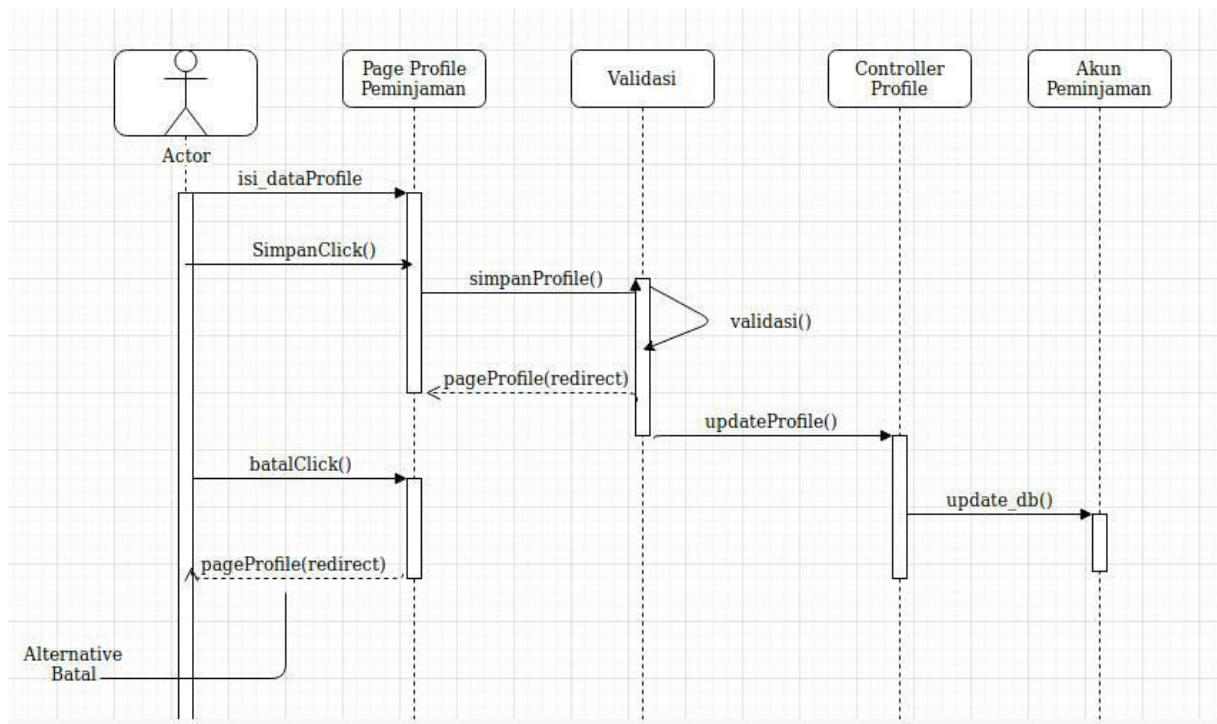 Page Profile
Peminjaman
Validasi
Controller
Profile
Akun
Peminjaman
Actor
isi_dataProfile
SimpanClick()
simpanProfile()
validasi()
pageProfile(redirect)
updateProfile()
batalClick()
update_db()
pageProfile(redirect)
Alternative
Batal